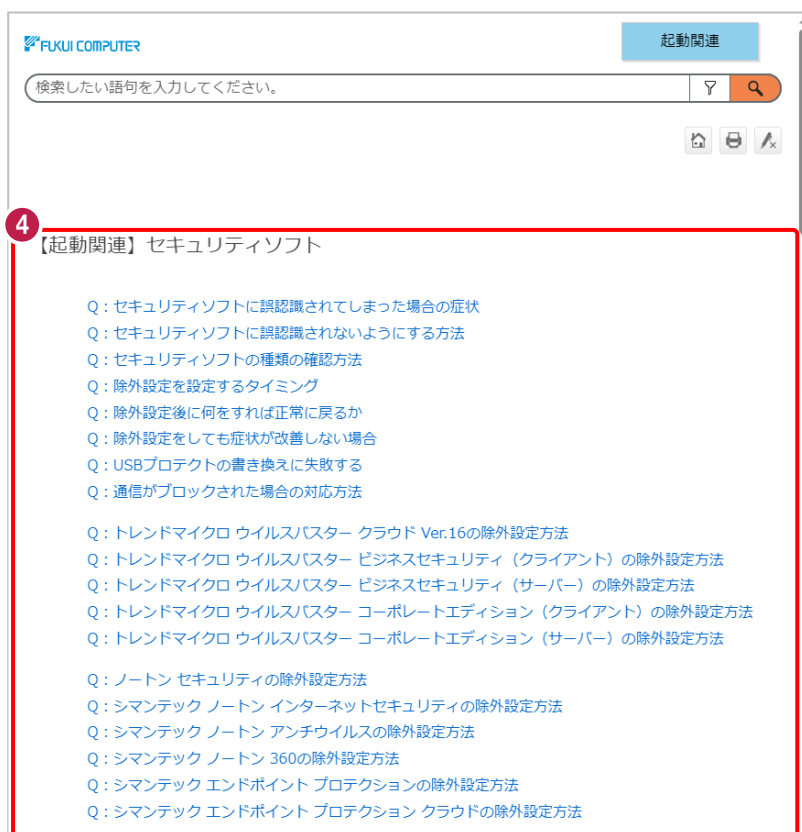 FUKUI COMPUTER
起動関連
検索したい語句を入力してください。
4
【起動関連】セキュリティソフト
Q：セキュリティソフトに誤認識されてしまった場合の症状
Q：セキュリティソフトに誤認識されないようにする方法
Q：セキュリティソフトの種類の確認方法
Q：除外設定を設定するタイミング
Q：除外設定後に何をすれば正常に戻るか
Q：除外設定をしても症状が改善しない場合
Q：USBプロテクトの書き換えに失敗する
Q：通信がブロックされた場合の対応方法
Q：トレンドマイクロ ウイルスバスター クラウド Ver.16の除外設定方法
Q：トレンドマイクロ ウイルスバスター ビジネスセキュリティ（クライアント）の除外設定方法
Q：トレンドマイクロ ウイルスバスター ビジネスセキュリティ（サーバー）の除外設定方法
Q：トレンドマイクロ ウイルスバスター コーポレートエディション（クライアント）の除外設定方法
Q：トレンドマイクロ ウイルスバスター コーポレートエディション（サーバー）の除外設定方法
Q：ノートン セキュリティの除外設定方法
Q：シマンテック ノートン インターネットセキュリティの除外設定方法
Q：シマンテック ノートン アンチウイルスの除外設定方法
Q：シマンテック ノートン 360の除外設定方法
Q：シマンテック エンドポイント プロテクションの除外設定方法
Q：シマンテック エンドポイント プロテクション クラウドの除外設定方法